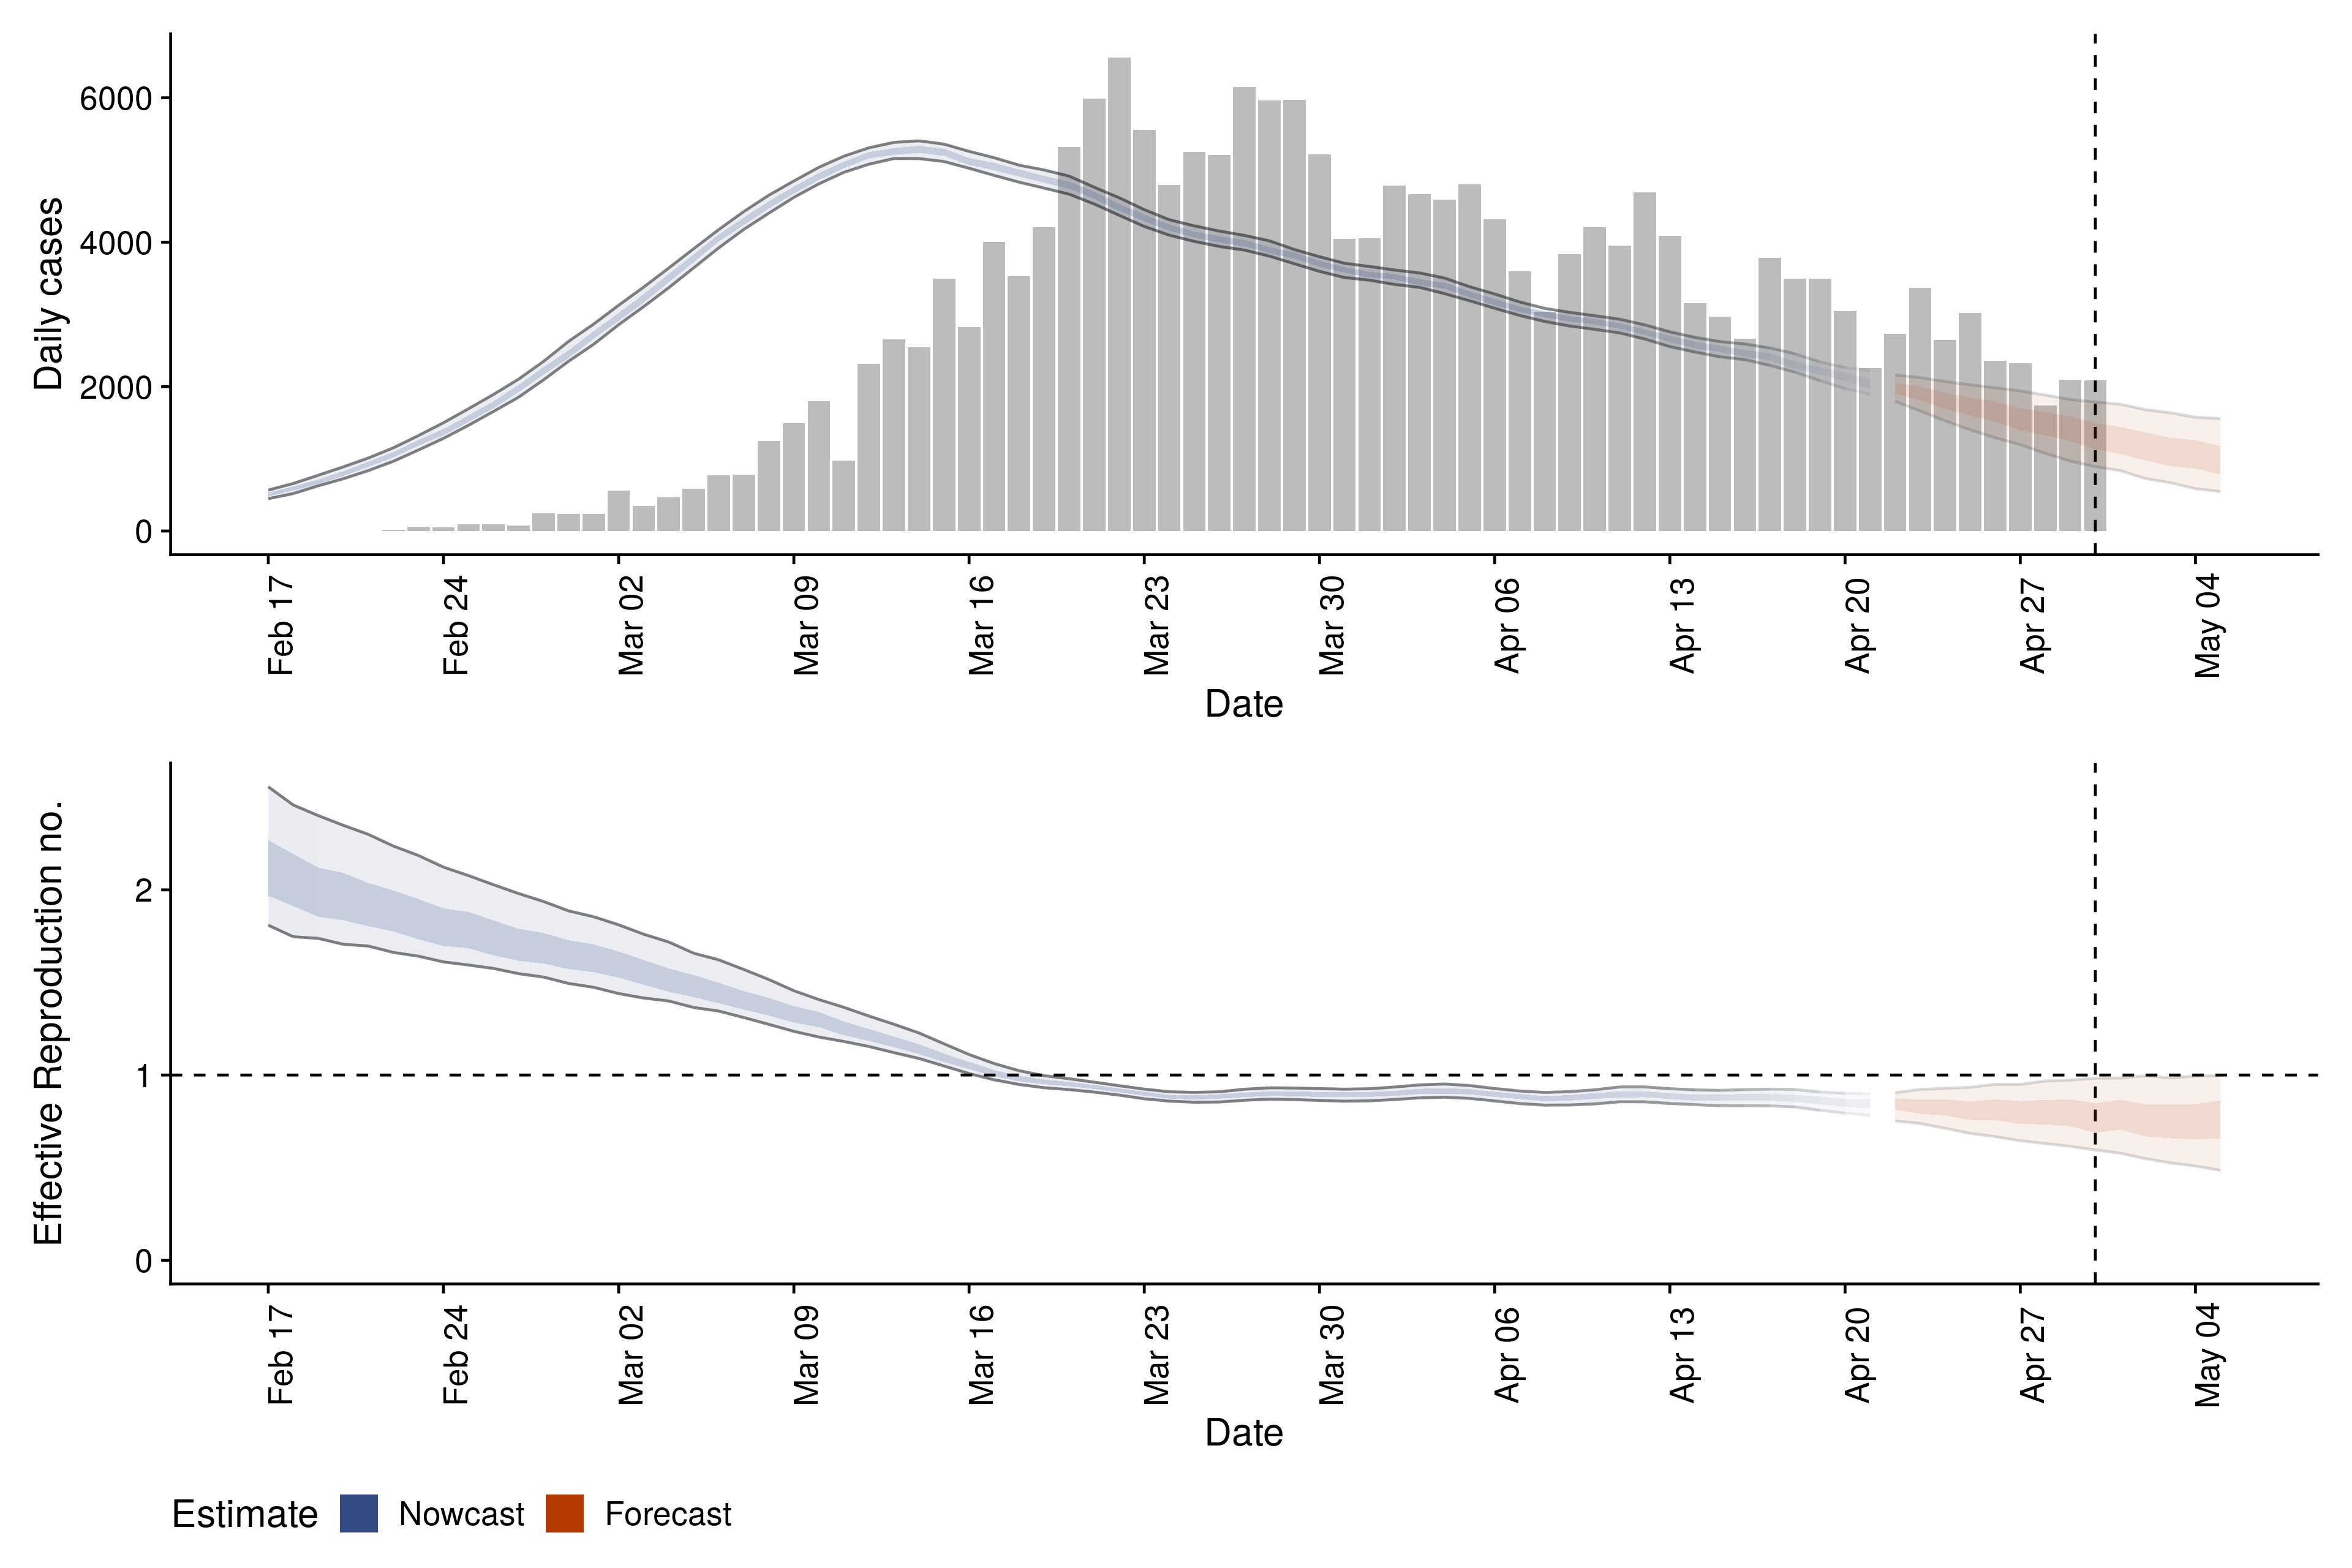 Daily cases
6000
4000
2000
0
Feb 17
Feb 24
Mar 02
Mar 09
Mar 16
Mar 23
Mar 30
Apr 06
Apr 13
Apr 20
Apr 27
May 04
Date
Effective Reproduction no.
2
1
0
Feb 17
Feb 24
Mar 02
Mar 09
Mar 16
Mar 23
Mar 30
Apr 06
Apr 13
Apr 20
Apr 27
May 04
Date
Estimate Nowcast Forecast